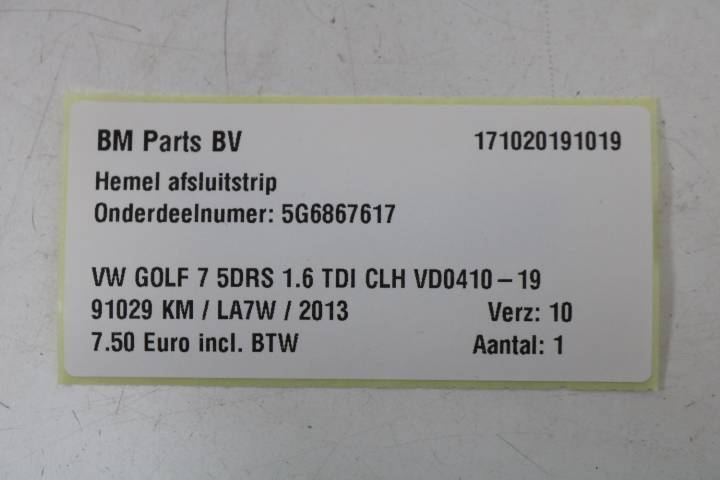 BM Parts BV 171020191019
Hemel afsluitstrip
Onderdeelnumer: 5G6867617
VW GOLF 7 5DRS 1.6 TDI CLH VD0410-19
91029 KM / LA7W / 2013 Verz: 10
7.50 Euro incl. BTW Aantal: 1